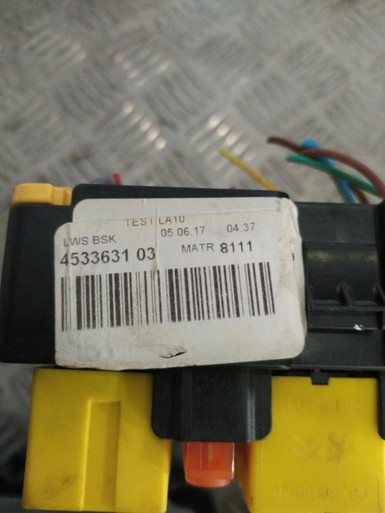 TEST LA10
LWS BSK 05.06.17 04:37
4533631 03 MATR 8111